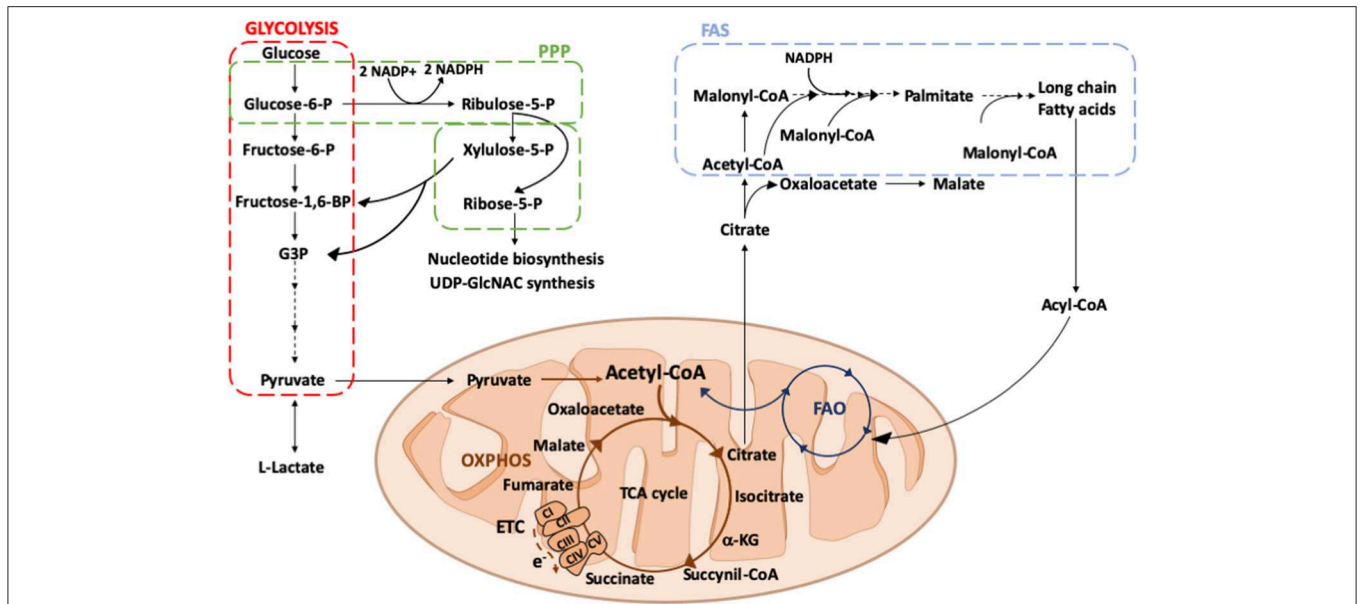 GLYCOLYSIS
Glucose
PPP
2 NADP+ 2 NADPH
Glucose-6-P
Ribulose-5-P
Fructose-6-P
Xylulose-5-P
Fructose-1,6-BP
Ribose-5-P
G3P
Nucleotide biosynthesis
UDP-GlcNAC synthesis
Pyruvate
L-Lactate
FAS
NADPH
Malonyl-CoA
Palmitate
Long chain
Fatty acids
Malonyl-CoA
Malonyl-CoA
Acetyl-CoA
Oxaloacetate
Malate
Citrate
Acyl-CoA
Pyruvate
Acetyl-CoA
Oxaloacetate
FAO
Malate
Citrate
OXPHOS
Fumarate
TCA cycle
Isocitrate
CI
CII
ETC
CIII
CV
α-KG
CIV
e-
Succinate
Succynil-CoA